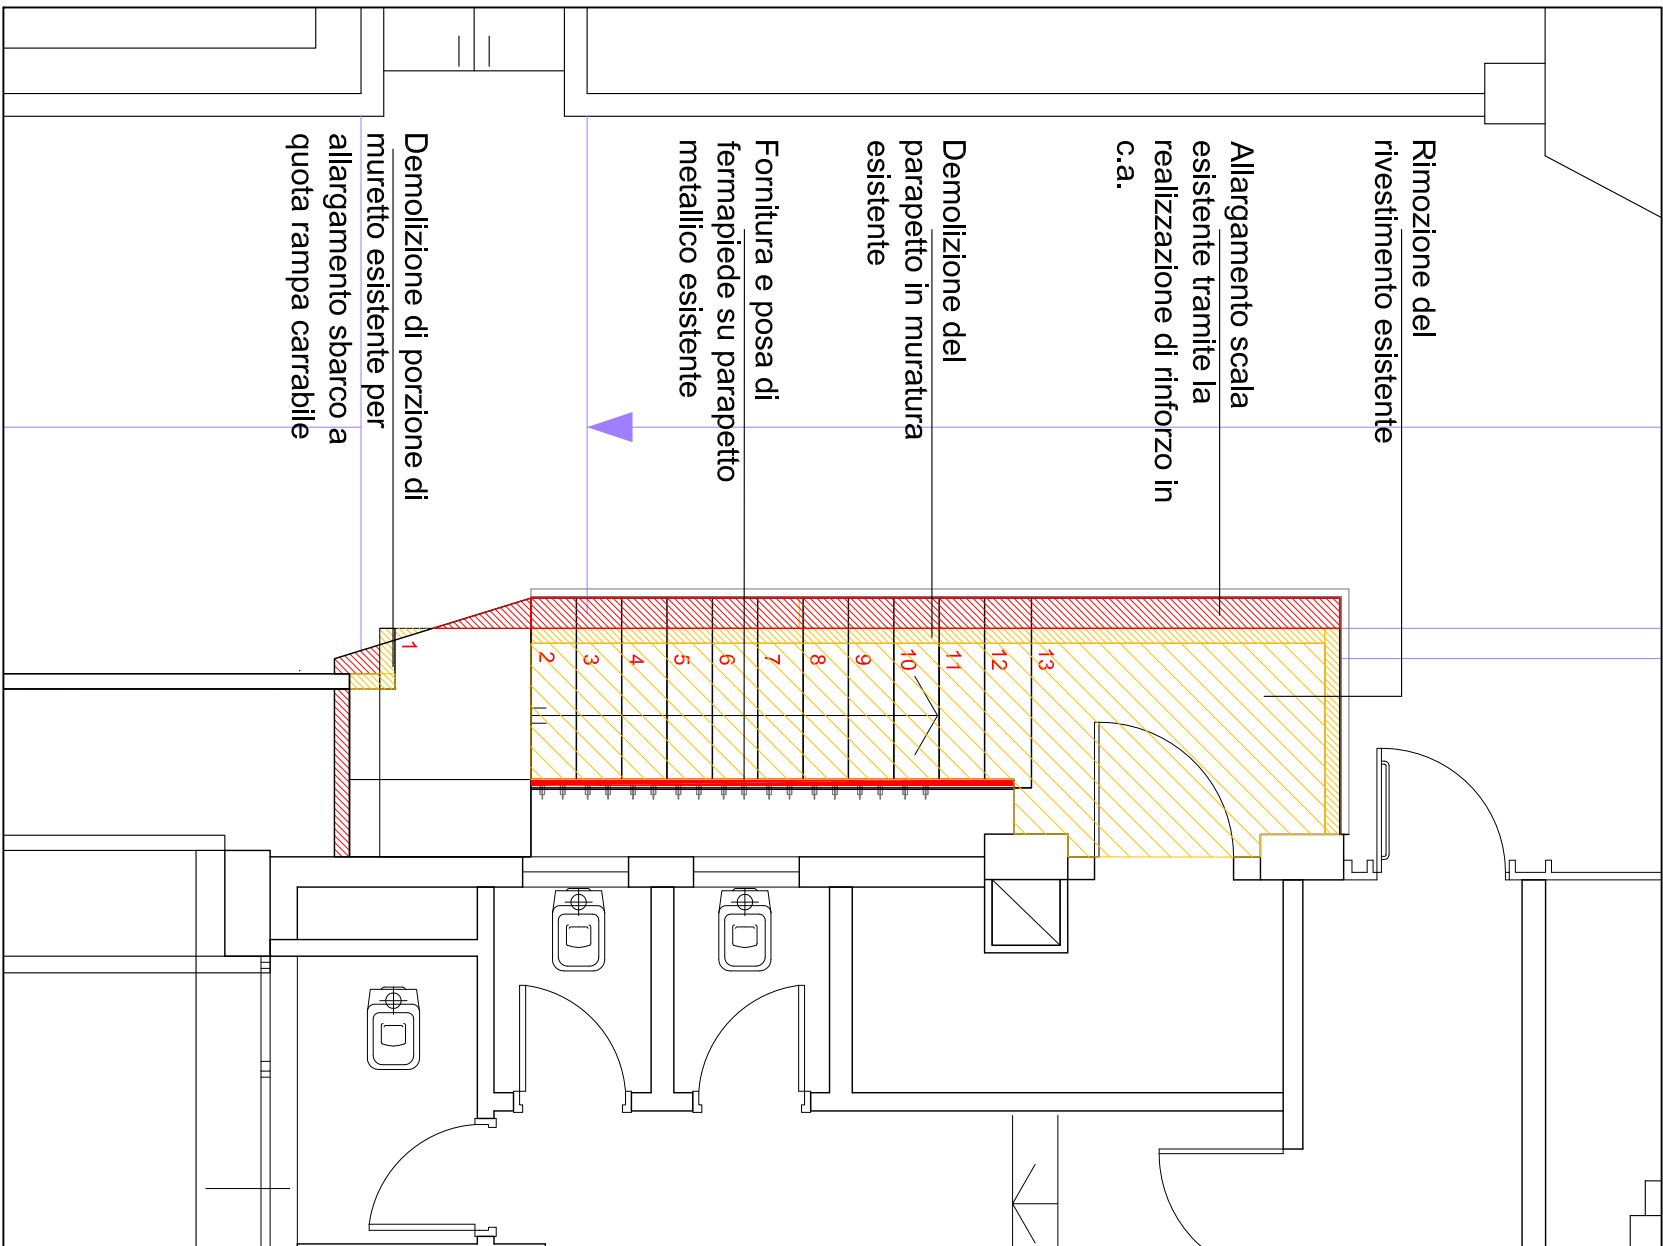 Rimozione del
rivestimento esistente
Allargamento scala
esistente tramite la
realizzazione di rinforzo in
c.a.
Demolizione del
parapetto in muratura
esistente
Fornitura e posa di
fermapiede su parapetto
metallico esistente
Demolizione di porzione di
muretto esistente per
allargamento sbarco a
quota rampa carrabile
1
2
3
4
5
6
7
8
9
10
11
12
13